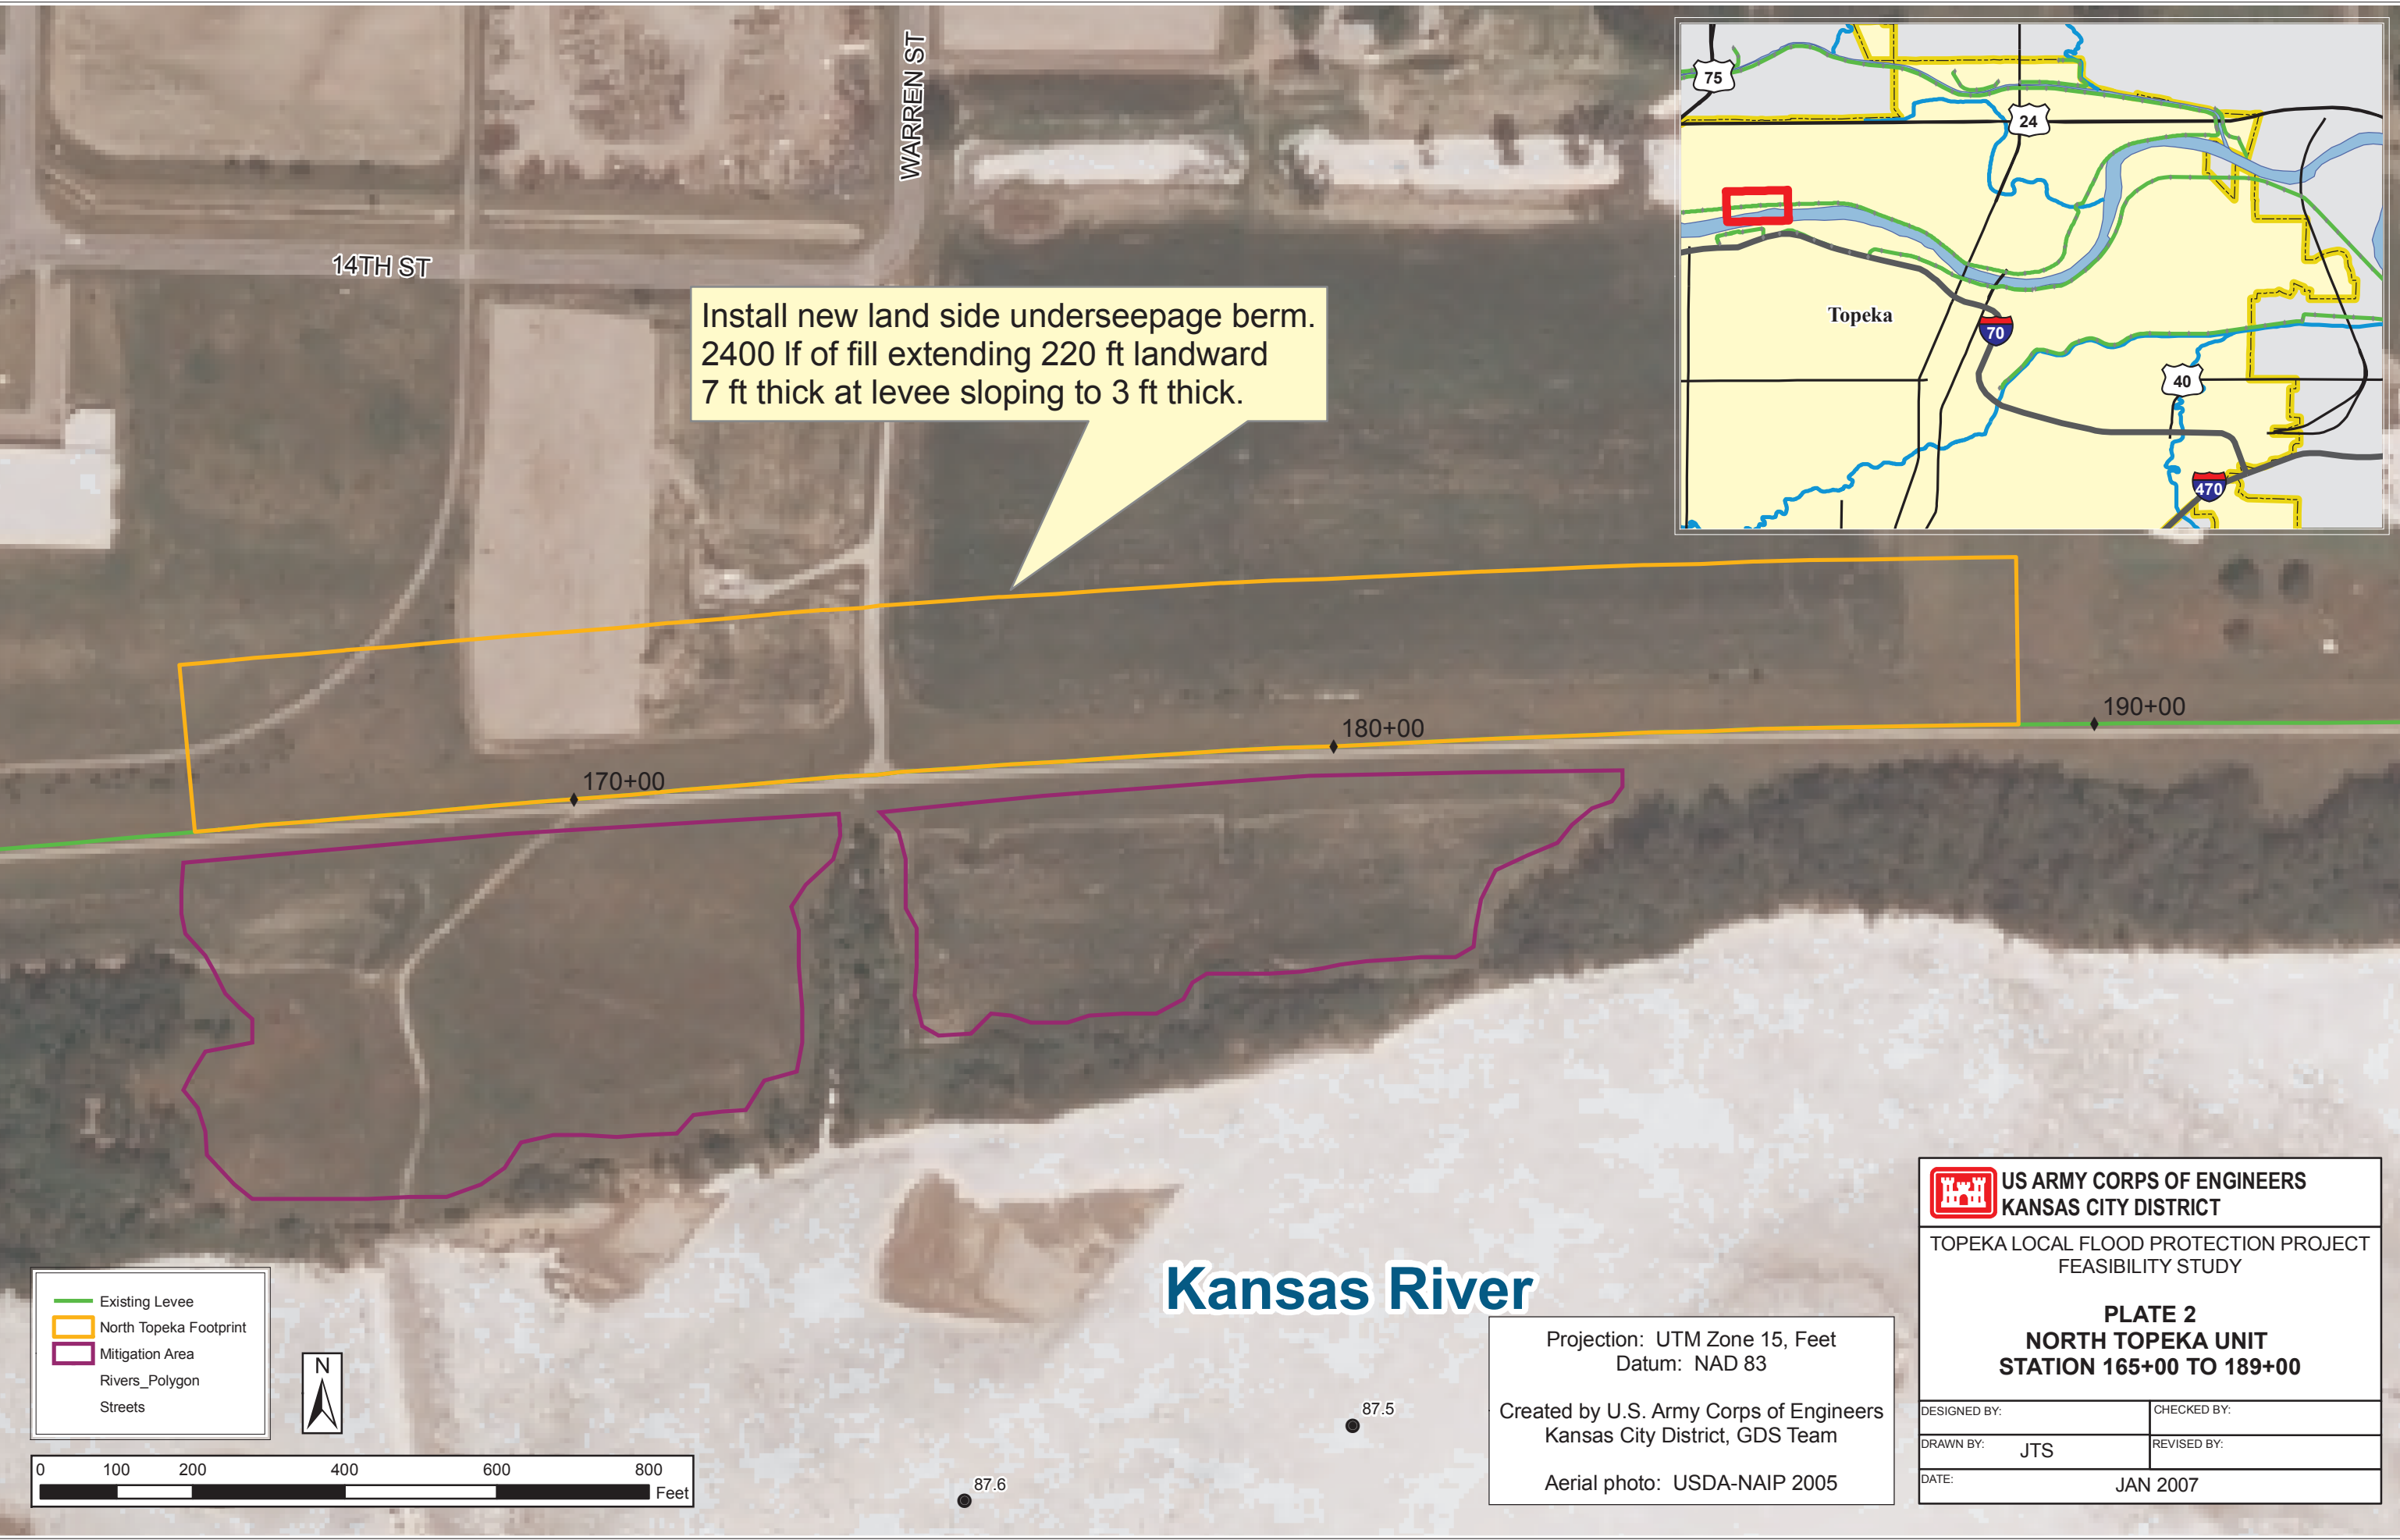 WARREN ST
14TH ST
Install new land side underseepage berm.
2400 lf of fill extending 220 ft landward
7 ft thick at levee sloping to 3 ft thick.
75
24
Topeka
70
40
470
170+00
180+00
190+00
Kansas River
87.5
87.6
Existing Levee
North Topeka Footprint
Mitigation Area
Rivers_Polygon
Streets
N
0 100 200 400 600 800
Feet
Projection: UTM Zone 15, Feet
Datum: NAD 83
Created by U.S. Army Corps of Engineers
Kansas City District, GDS Team
Aerial photo: USDA-NAIP 2005
US ARMY CORPS OF ENGINEERS
KANSAS CITY DISTRICT
TOPEKA LOCAL FLOOD PROTECTION PROJECT
FEASIBILITY STUDY
PLATE 2
NORTH TOPEKA UNIT
STATION 165+00 TO 189+00
DESIGNED BY:
CHECKED BY:
DRAWN BY: JTS
REVISED BY:
DATE: JAN 2007